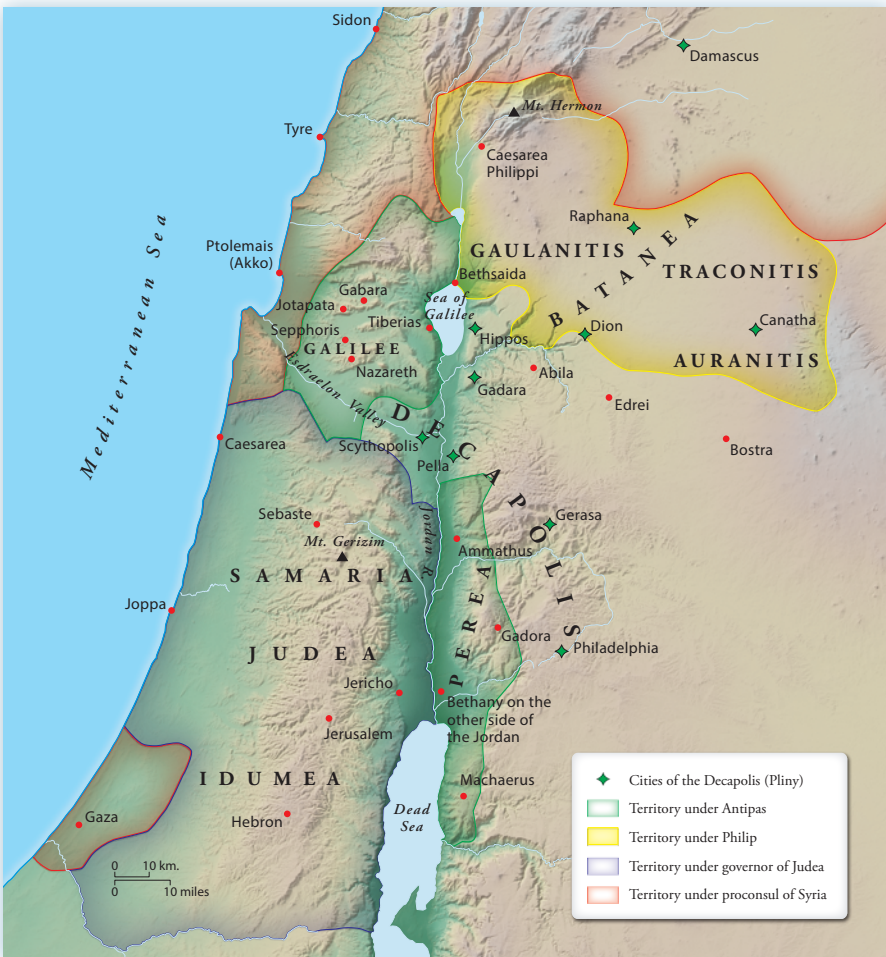 Sidon
Damascus
Mt. Hermon
Tyre
Caesarea
Philippi
Raphana
Ptolemais
(Akko)
GAULANITIS
BATANEA
TRACONITIS
Bethsaida
Gabara
Jotapata
Sea of
Galilee
Sepphoris
Tiberias
Hippos
Dion
Canatha
GALILEE
Nazareth
AURANITIS
Abila
Gadara
Edrei
Esdraelon Valley
DECAPOLIS
Mediterranean Sea
Caesarea
Scythopolis
Pella
Bostra
Sebaste
Gerasa
Jordan R.
Mt. Gerizim
Ammathus
SAMARIA
PEREA
Joppa
Gadora
Philadelphia
JUDEA
Jericho
Bethany on the
other side of
the Jordan
Jerusalem
IDUMEA
Machaerus
Gaza
Hebron
Dead
Sea
0 10 km.
0 10 miles
Cities of the Decapolis (Pliny)
Territory under Antipas
Territory under Philip
Territory under governor of Judea
Territory under proconsul of Syria